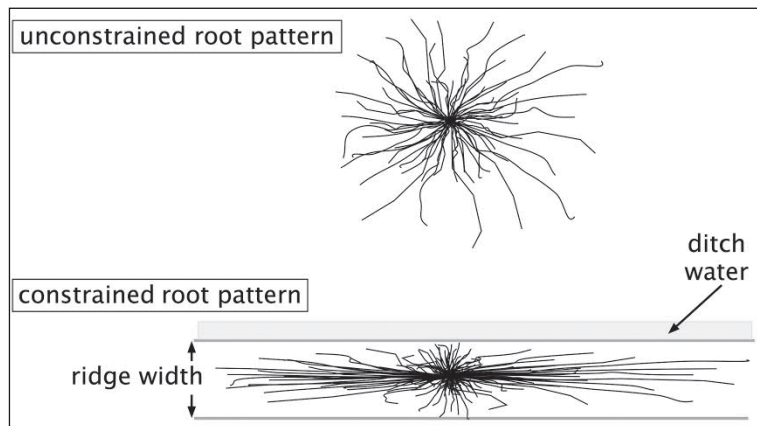 unconstrained root pattern
ditch
water
constrained root pattern
ridge width